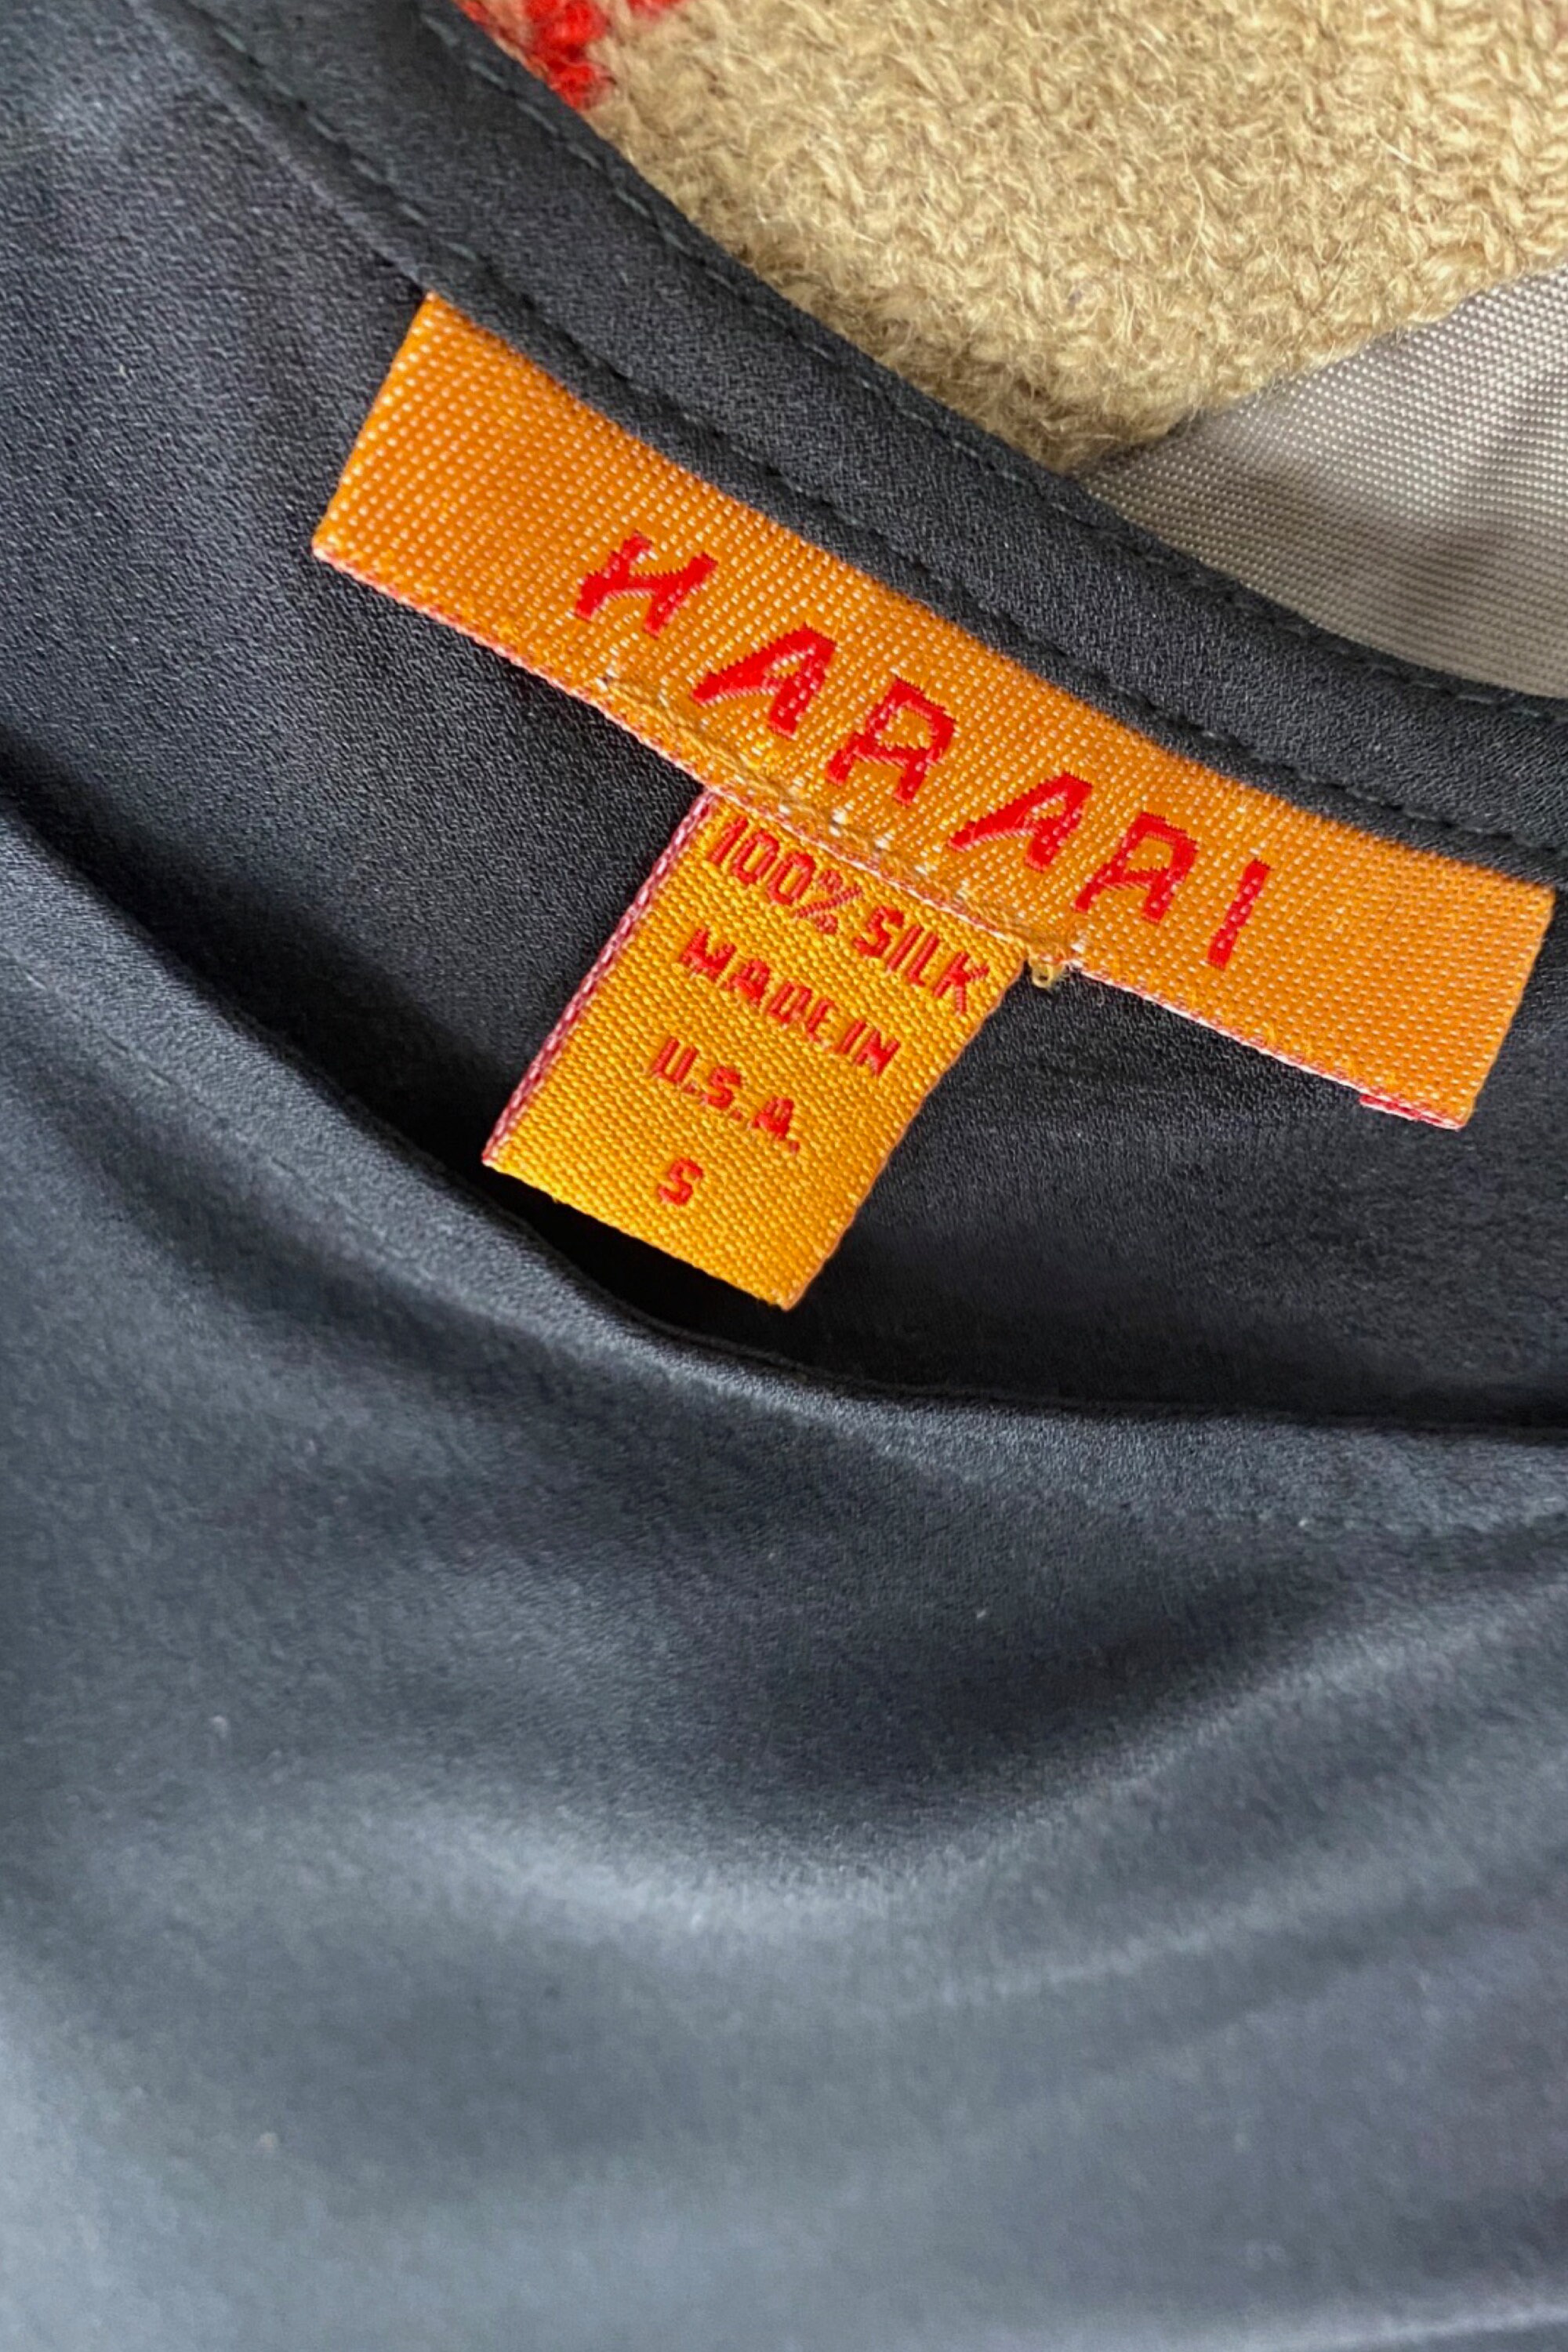 HARARI
100% SILK
MADE IN
U.S.A.
S